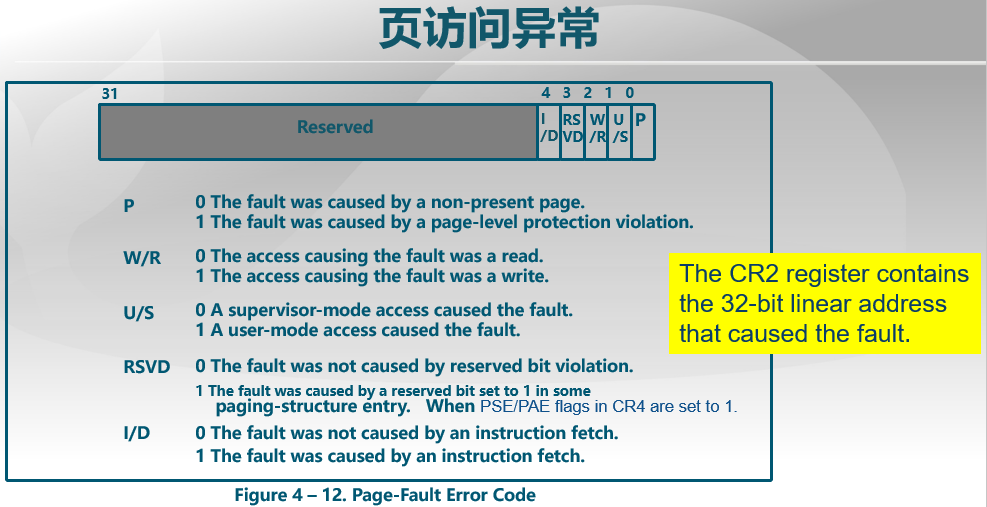 页访问异常
31 4 3 2 1 0
Reserved
I/D
RSVD
W/R
U/S
P
P 0 The fault was caused by a non-present page.
1 The fault was caused by a page-level protection violation.
W/R 0 The access causing the fault was a read.
1 The access causing the fault was a write.
U/S 0 A supervisor-mode access caused the fault.
1 A user-mode access caused the fault.
RSVD 0 The fault was not caused by reserved bit violation.
1 The fault was caused by a reserved bit set to 1 in some
paging-structure entry. When PSE/PAE flags in CR4 are set to 1.
I/D 0 The fault was not caused by an instruction fetch.
1 The fault was caused by an instruction fetch.
Figure 4 – 12. Page-Fault Error Code
The CR2 register contains
the 32-bit linear address
that caused the fault.